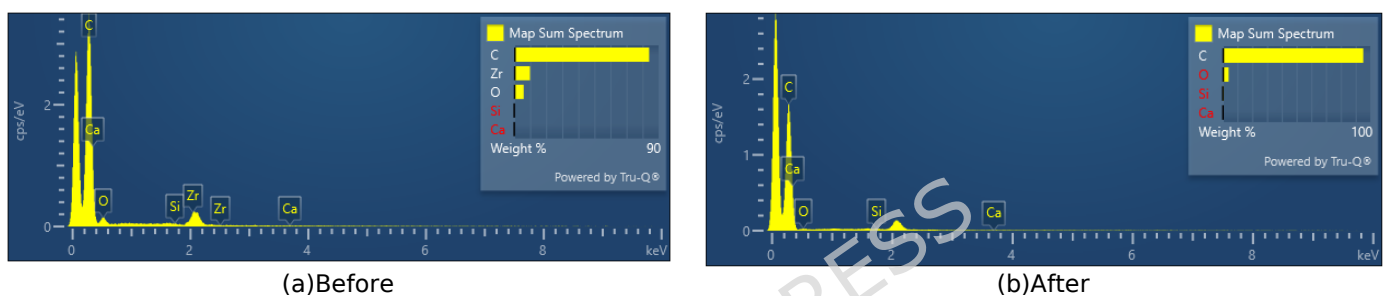 cps/eV
2
0
C
Ca
O
Si
Zr
Zr
Ca
0
2
4
6
8
keV
Map Sum Spectrum
C
Zr
O
Si
Ca
Weight % 90
Powered by Tru-Q®
(a)Before
cps/eV
2
1
0
C
Ca
O
Si
Ca
0
2
4
6
8
keV
Map Sum Spectrum
C
O
Si
Ca
Weight % 100
Powered by Tru-Q®
(b)After
RESS